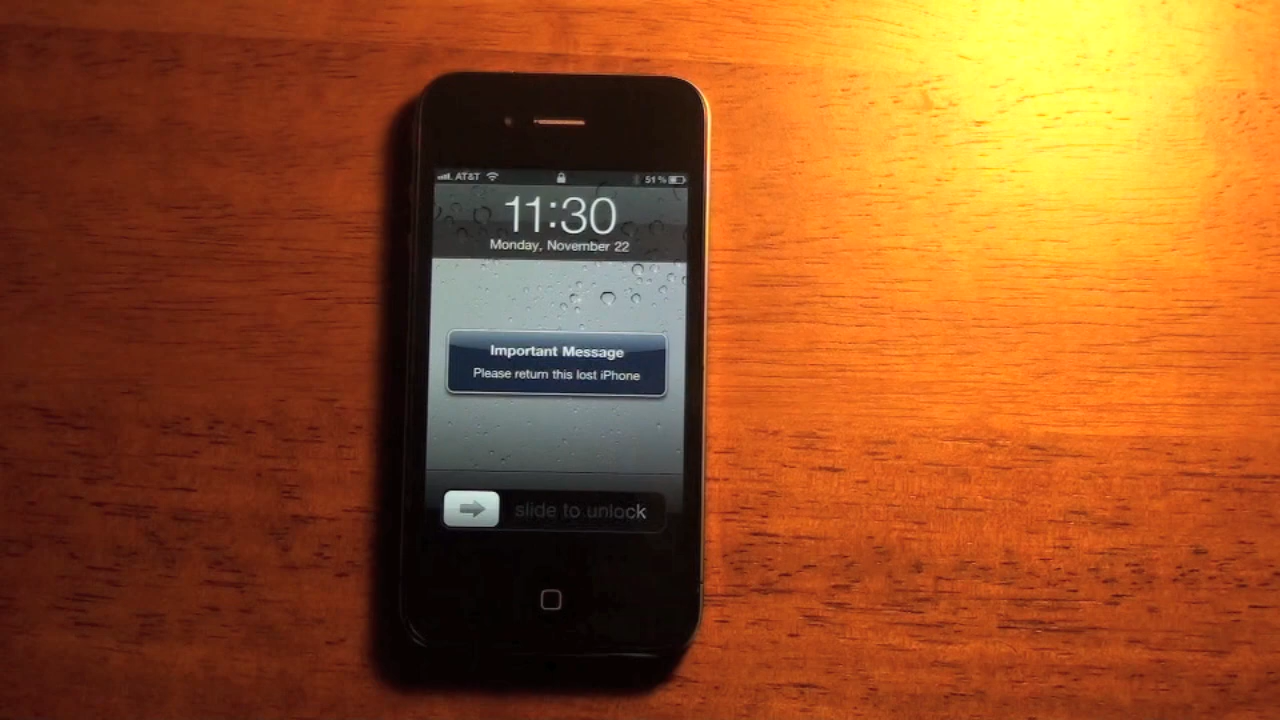 AT&T 51%
11:30
Monday, November 22
Important Message
Please return this lost iPhone
slide to unlock